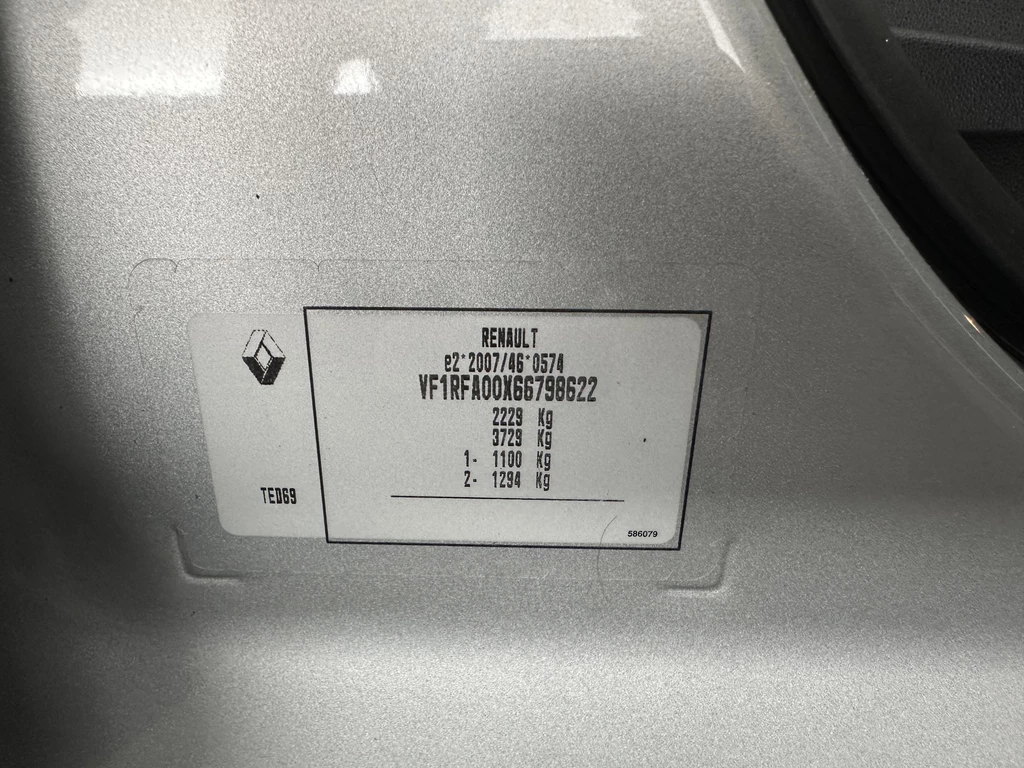 RENAULT
e2*2007/46*0574
VF1RFA00X66798622
2229 Kg
3729 Kg
1- 1100 Kg
2- 1294 Kg
TED69
586079